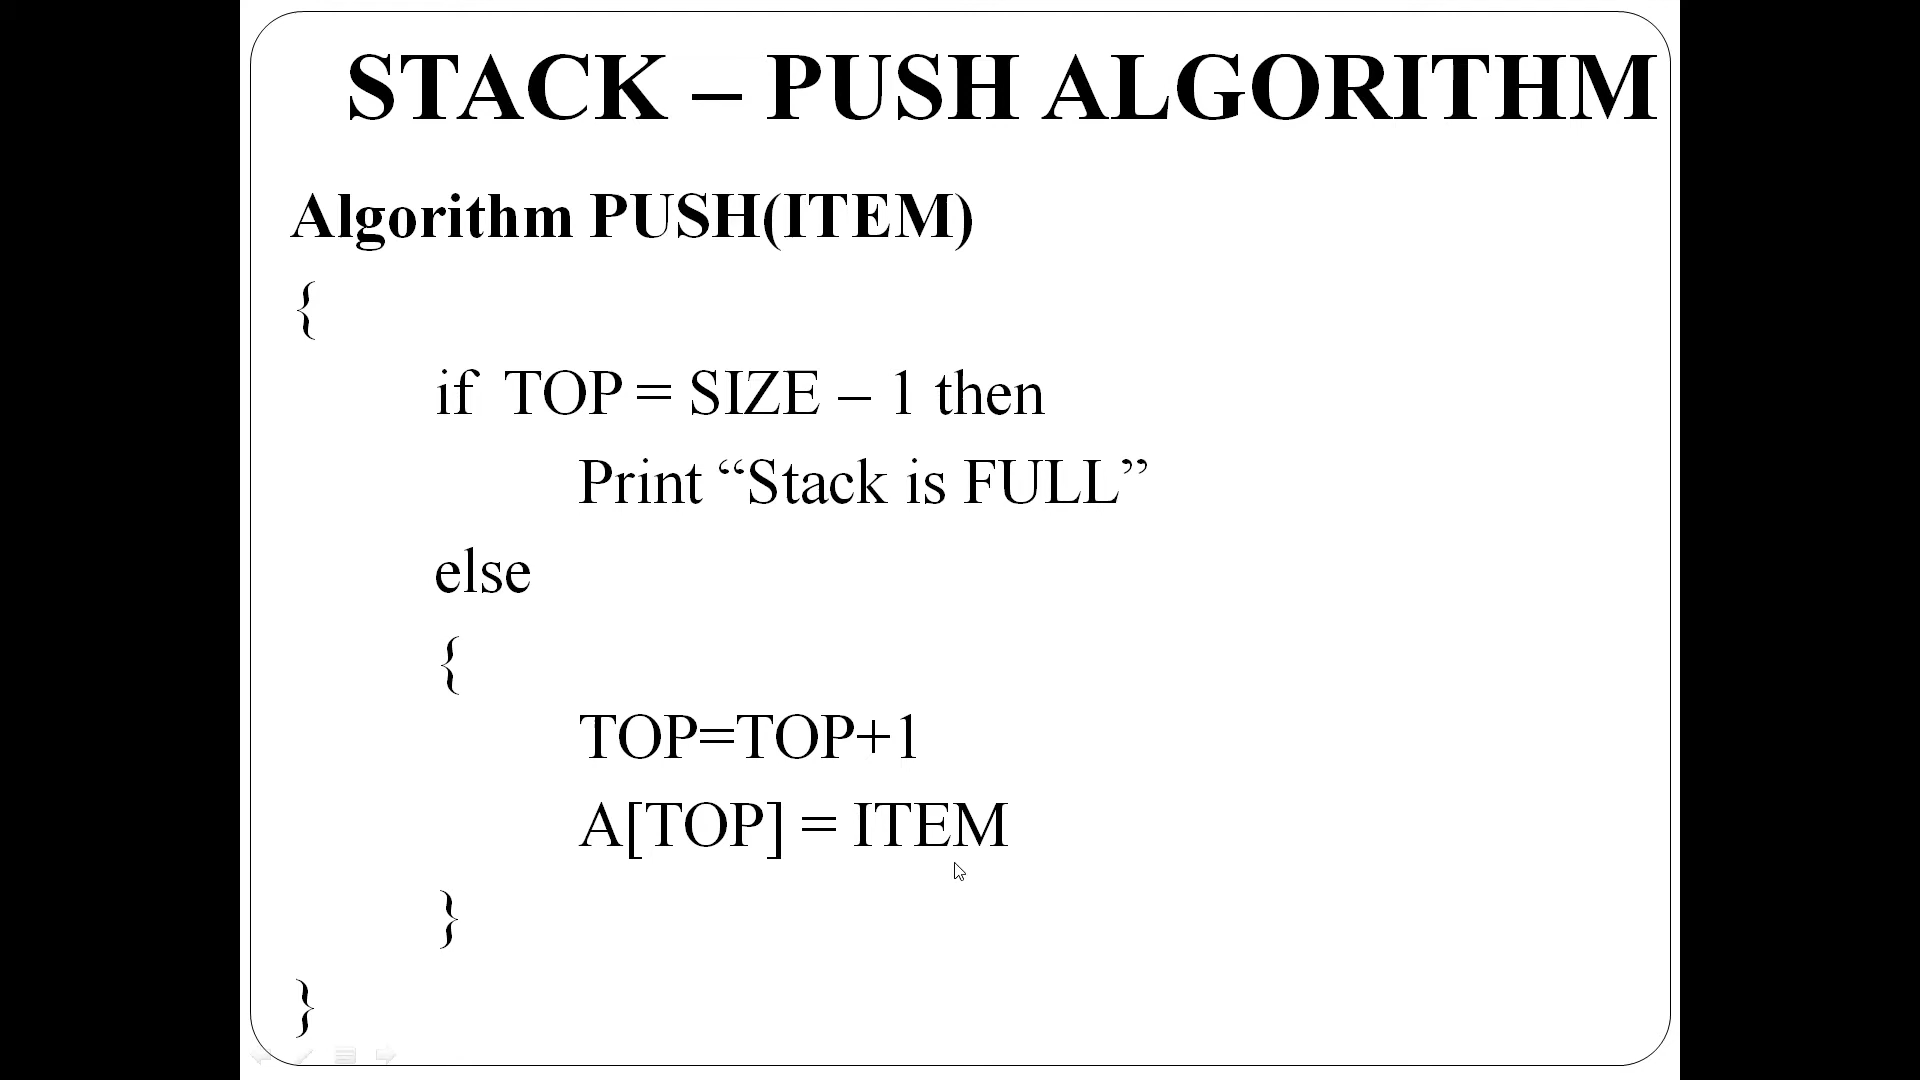 STACK – PUSH ALGORITHM
Algorithm PUSH(ITEM)
{
if TOP = SIZE – 1 then
Print “Stack is FULL”
else
{
TOP=TOP+1
A[TOP] = ITEM
}
}